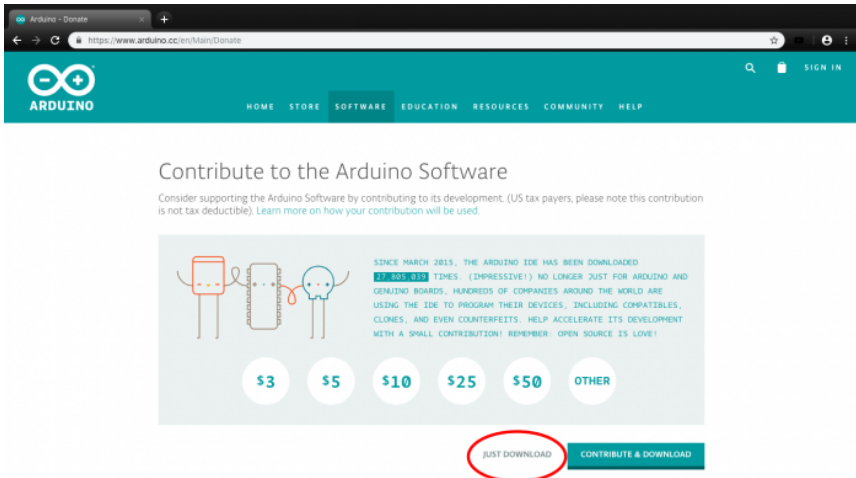 Arduino - Donate
https://www.arduino.cc/en/Main/Donate
SIGN IN
ARDUINO
HOME STORE SOFTWARE EDUCATION RESOURCES COMMUNITY HELP
Contribute to the Arduino Software
Consider supporting the Arduino Software by contributing to its development. (US tax payers, please note this contribution
is not tax deductible). Learn more on how your contribution will be used.
SINCE MARCH 2015, THE ARDUINO IDE HAS BEEN DOWNLOADED
27,805,039 TIMES. (IMPRESSIVE!) NO LONGER JUST FOR ARDUINO AND
GENUINO BOARDS, HUNDREDS OF COMPANIES AROUND THE WORLD ARE
USING THE IDE TO PROGRAM THEIR DEVICES, INCLUDING COMPATIBLES,
CLONES, AND EVEN COUNTERFEITS. HELP ACCELERATE ITS DEVELOPMENT
WITH A SMALL CONTRIBUTION! REMEMBER: OPEN SOURCE IS LOVE!
$3 $5 $10 $25 $50 OTHER
JUST DOWNLOAD CONTRIBUTE & DOWNLOAD